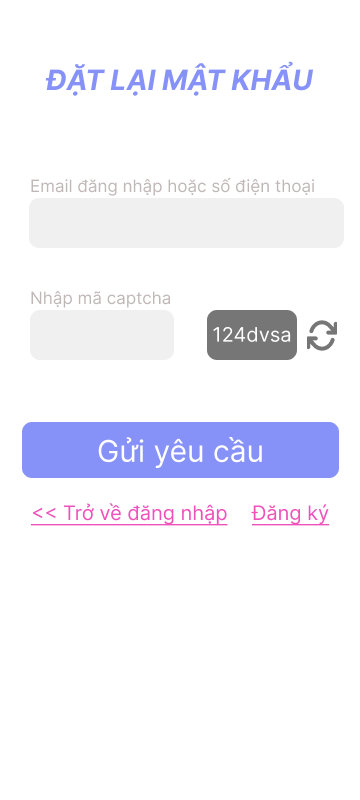 ĐẶT LẠI MẬT KHẨU
Email đăng nhập hoặc số điện thoại
Nhập mã captcha
124dvsa
Gửi yêu cầu
<< Trở về đăng nhập Đăng ký